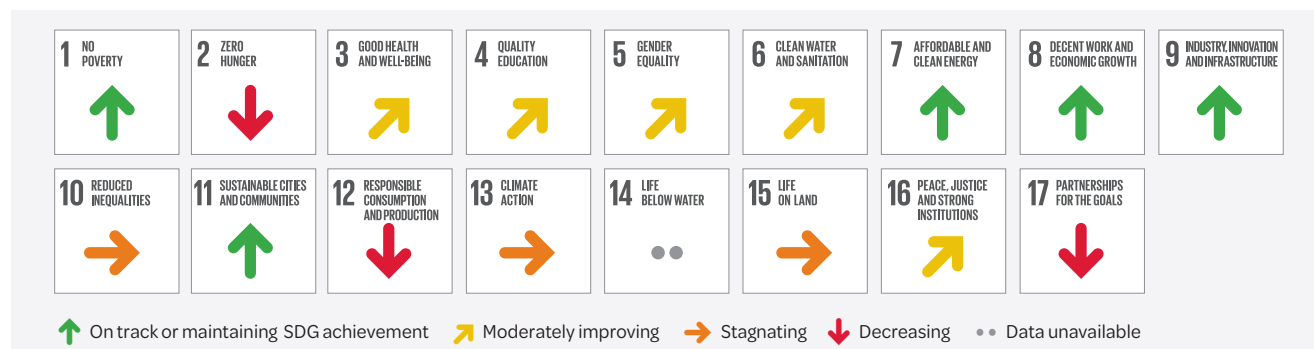 1 NO
POVERTY
2 ZERO
HUNGER
3 GOOD HEALTH
AND WELL-BEING
4 QUALITY
EDUCATION
5 GENDER
EQUALITY
6 CLEAN WATER
AND SANITATION
7 AFFORDABLE AND
CLEAN ENERGY
8 DECENT WORK AND
ECONOMIC GROWTH
9 INDUSTRY, INNOVATION
AND INFRASTRUCTURE
10 REDUCED
INEQUALITIES
11 SUSTAINABLE CITIES
AND COMMUNITIES
12 RESPONSIBLE
CONSUMPTION
AND PRODUCTION
13 CLIMATE
ACTION
14 LIFE
BELOW WATER
15 LIFE
ON LAND
16 PEACE, JUSTICE
AND STRONG
INSTITUTIONS
17 PARTNERSHIPS
FOR THE GOALS
On track or maintaining SDG achievement Moderately improving Stagnating Decreasing Data unavailable